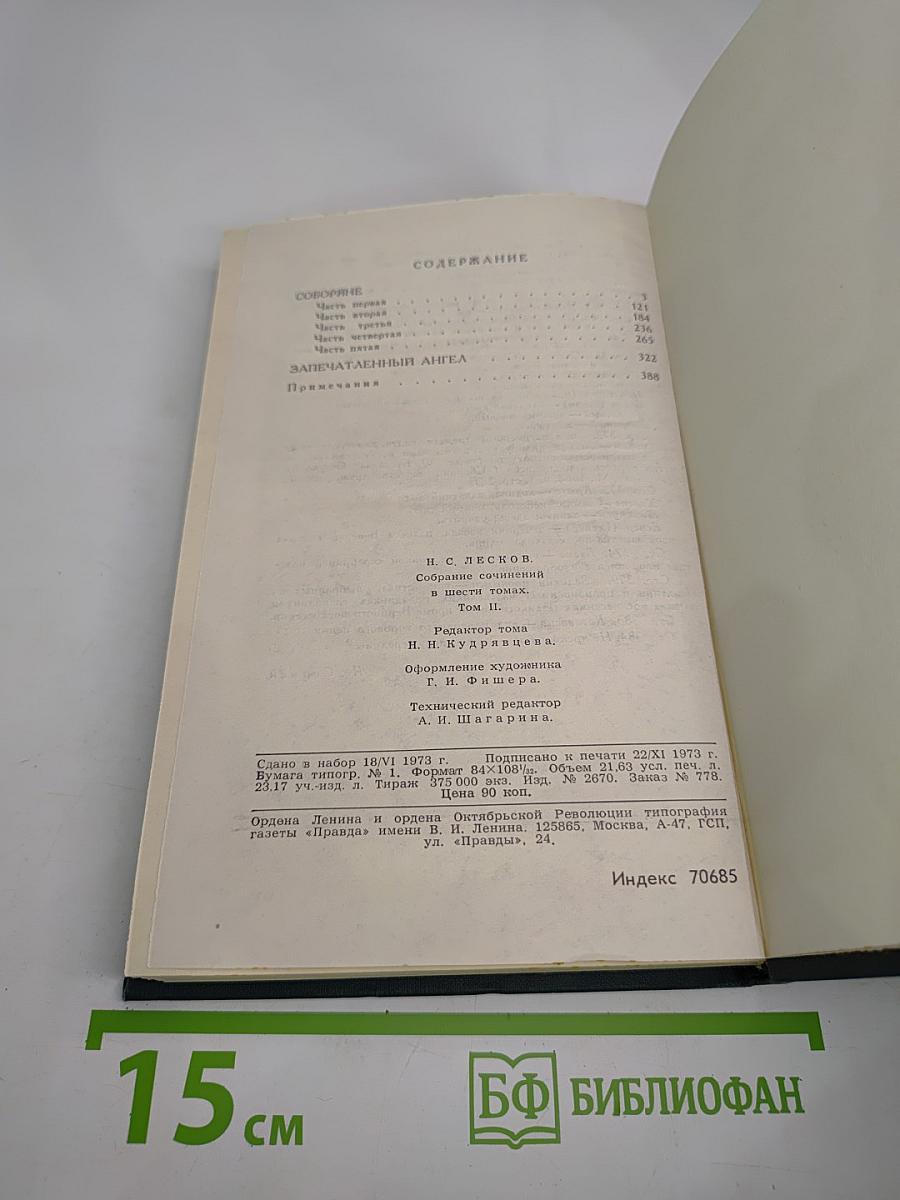 СОДЕРЖАНИЕ
СОБОРЯНЕ
Часть первая . . . . . . . . . . . . . . . . 3
Часть вторая . . . . . . . . . . . . . . . . 121
Часть третья . . . . . . . . . . . . . . . . 184
Часть четвертая . . . . . . . . . . . . . . . 236
Часть пятая . . . . . . . . . . . . . . . . 265
ЗАПЕЧАТЛЕННЫЙ АНГЕЛ . . . . . . . . . 322
Примечания . . . . . . . . . . . . . . . . 388
Н. С. ЛЕСКОВ.
Собрание сочинений
в шести томах.
Том II.
Редактор тома
Н. Н. Кудрявцева.
Оформление художника
Г. И. Фишера.
Технический редактор
А. И. Шагарина.
Сдано в набор 18/VI 1973 г. Подписано к печати 22/XI 1973 г.
Бумага типогр. № 1. Формат 84×108¹/₃₂. Объем 21,63 усл. печ. л.
23,17 уч.-изд. л. Тираж 375 000 экз. Изд. № 2670. Заказ № 778.
Цена 90 коп.
Ордена Ленина и ордена Октябрьской Революции типография
газеты «Правда» имени В. И. Ленина. 125865, Москва, А-47, ГСП,
ул. «Правды», 24.
Индекс 70685
15 см
БФ БИБЛИОФАН